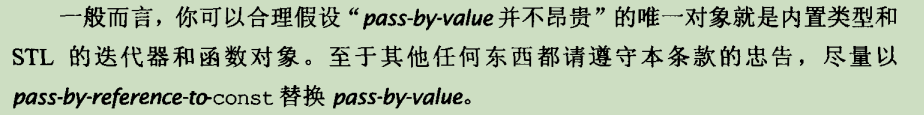 一般而言，你可以合理假设“pass-by-value 并不昂贵”的唯一对象就是内置类型和
STL 的迭代器和函数对象。至于其他任何东西都请遵守本条款的忠告，尽量以
pass-by-reference-to-const 替换 pass-by-value。